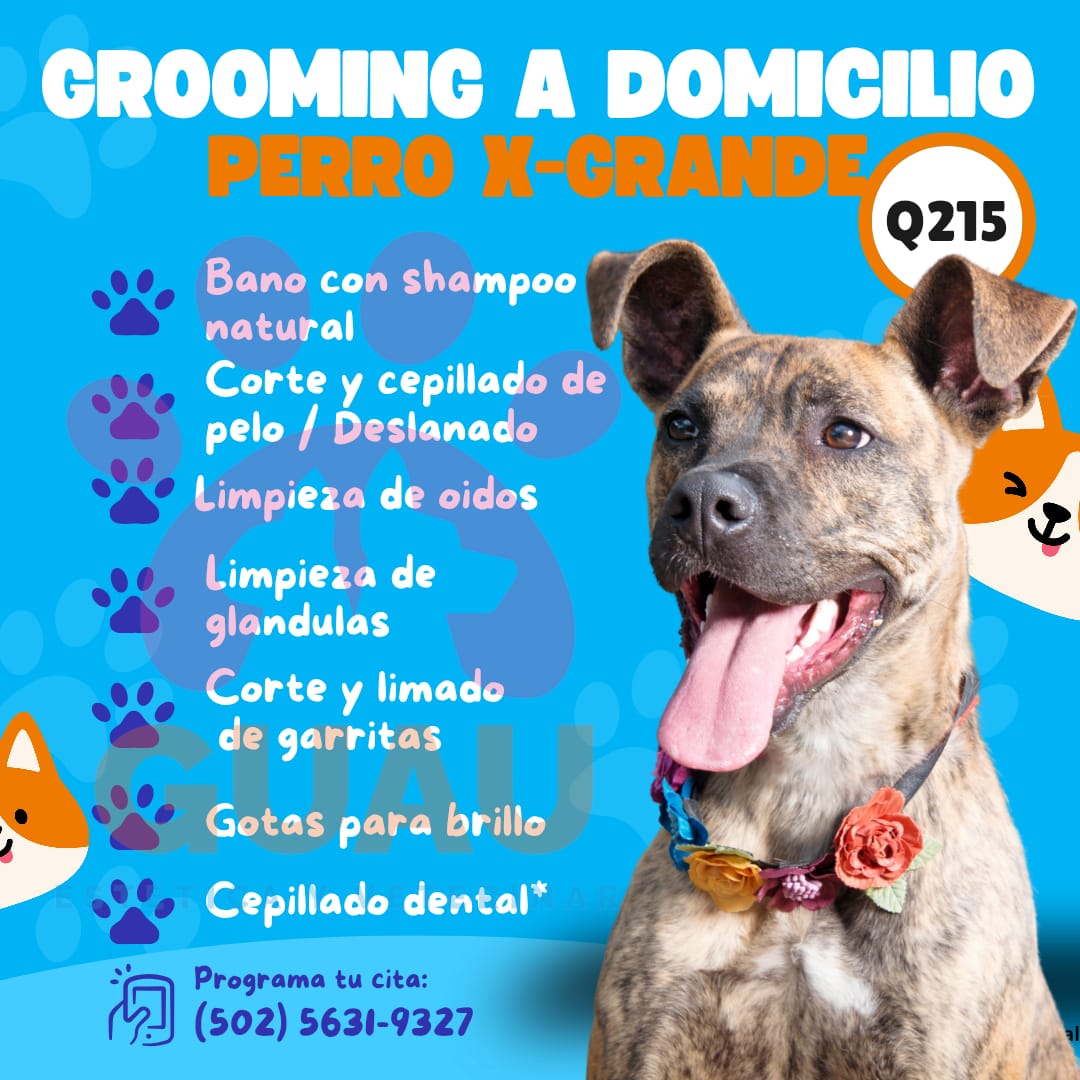 GROOMING A DOMICILIO
PERRO X-GRANDE
Q215
Bano con shampoo
natural
Corte y cepillado de
pelo / Deslanado
Limpieza de oidos
Limpieza de
glandulas
Corte y limado
de garritas
GUAU
Gotas para brillo
Cepillado dental*
Programa tu cita:
(502) 5631-9327